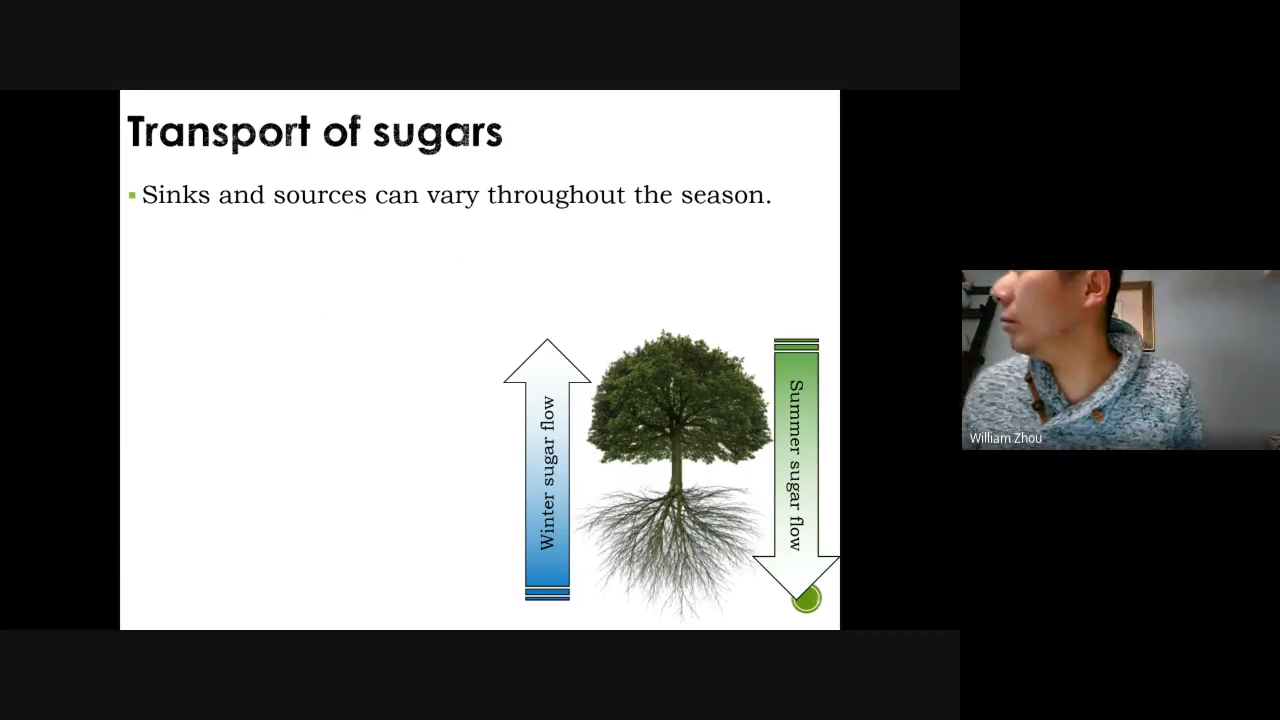 Transport of sugars
Sinks and sources can vary throughout the season.
Winter sugar flow
Summer sugar flow
William Zhou